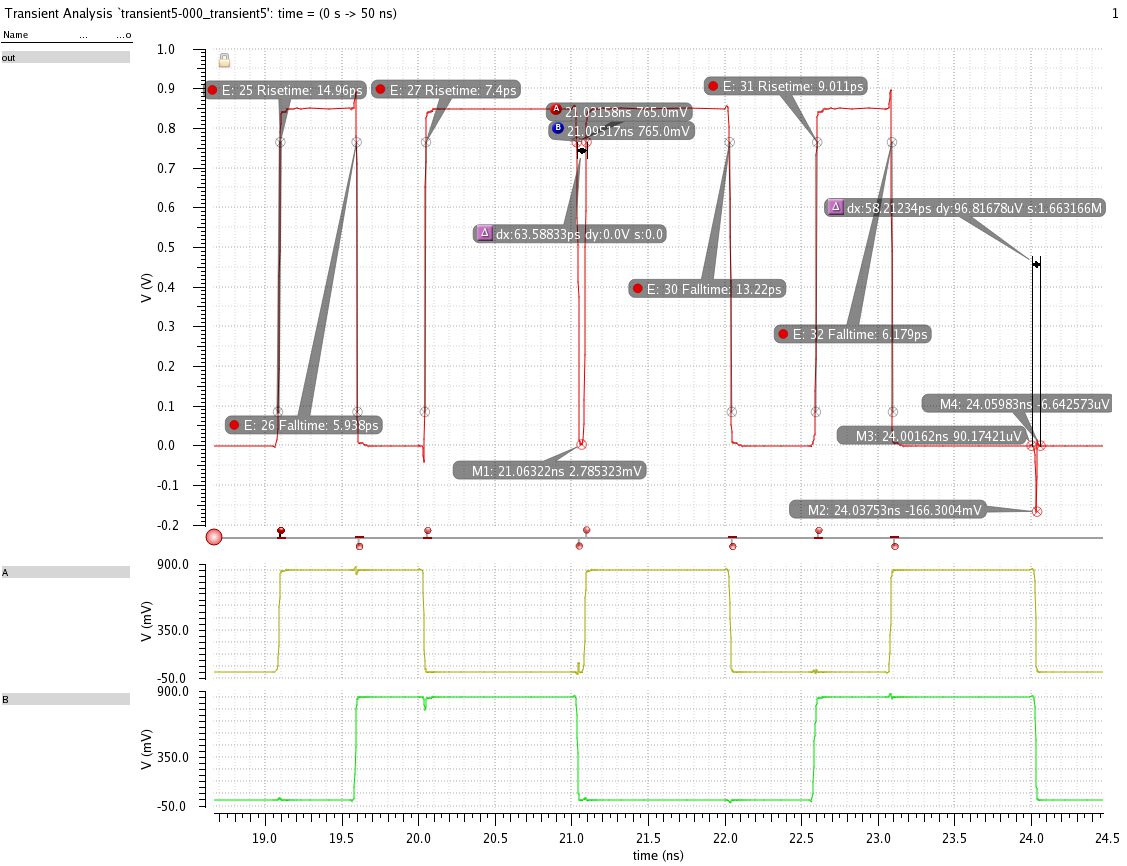 Transient Analysis `transient5-000_transient5': time = (0 s -> 50 ns)
1
Name ... ...o
out
1.0
0.9
0.8
0.7
0.6
0.5
0.4
0.3
0.2
0.1
0.0
-0.1
-0.2
V (V)
E: 25 Risetime: 14.96ps
E: 27 Risetime: 7.4ps
E: 31 Risetime: 9.011ps
A 21.03158ns 765.0mV
B 21.09517ns 765.0mV
Δ dx:58.21234ps dy:96.81678uV s:1.663166M
Δ dx:63.58833ps dy:0.0V s:0.0
E: 30 Falltime: 13.22ps
E: 32 Falltime: 6.179ps
M4: 24.05983ns -6.642573uV
E: 26 Falltime: 5.938ps
M3: 24.00162ns 90.17421uV
M1: 21.06322ns 2.785323mV
M2: 24.03753ns -166.3004mV
A
900.0
350.0
-50.0
V (mV)
B
900.0
350.0
-50.0
V (mV)
19.0 19.5 20.0 20.5 21.0 21.5 22.0 22.5 23.0 23.5 24.0 24.5
time (ns)